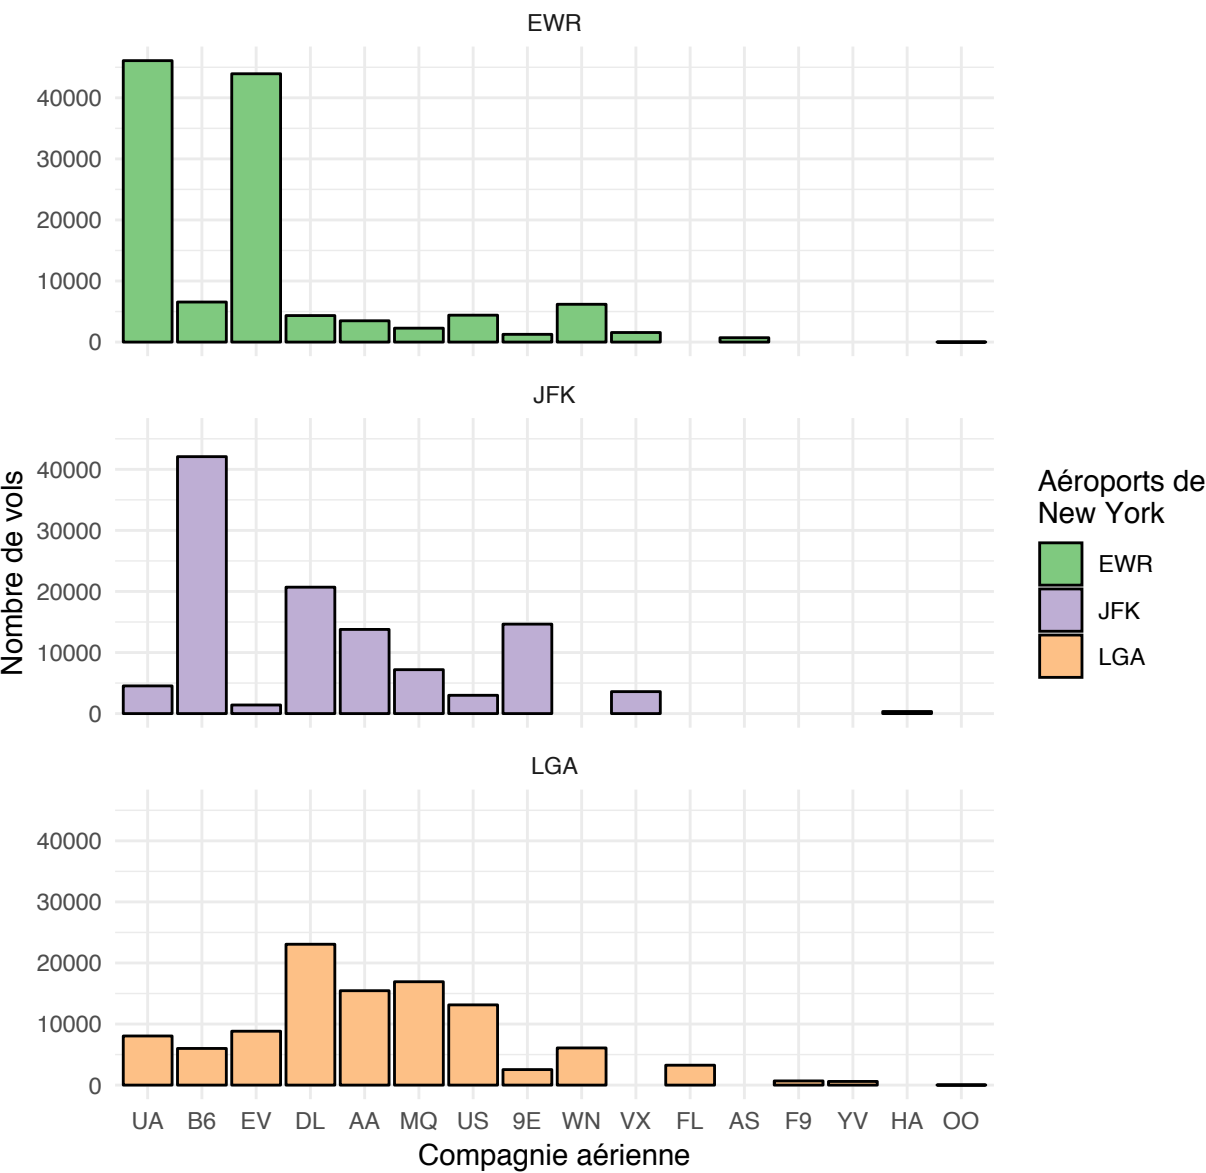 EWR
40000
30000
20000
10000
0
JFK
40000
30000
20000
10000
0
LGA
40000
30000
20000
10000
0
UA B6 EV DL AA MQ US 9E WN VX FL AS F9 YV HA OO
Compagnie aérienne
Nombre de vols
Aéroports de
New York
EWR
JFK
LGA